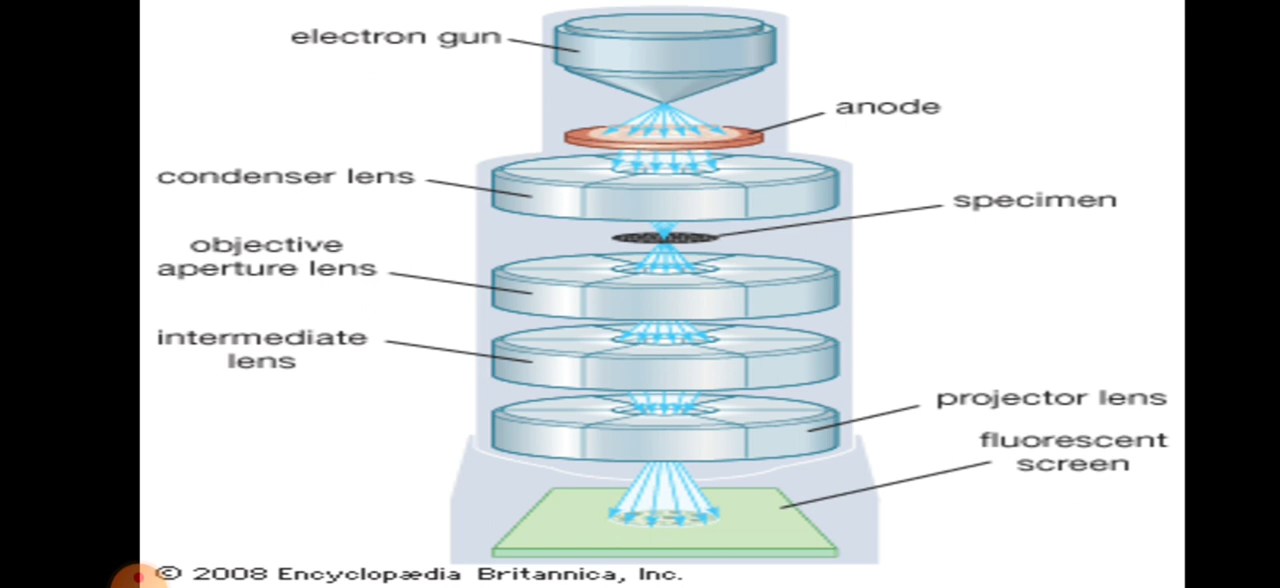 electron gun
anode
condenser lens
specimen
objective
aperture lens
intermediate
lens
projector lens
fluorescent
screen
© 2008 Encyclopædia Britannica, Inc.